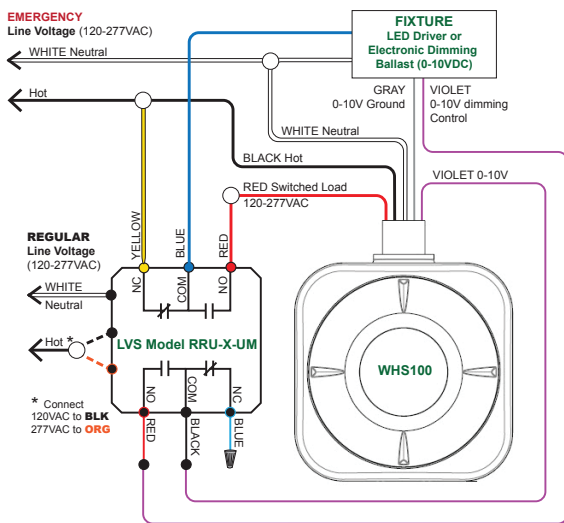 EMERGENCY
Line Voltage (120-277VAC)
WHITE Neutral
Hot
FIXTURE
LED Driver or
Electronic Dimming
Ballast (0-10VDC)
GRAY
0-10V Ground
VIOLET
0-10V dimming
Control
WHITE Neutral
BLACK Hot
RED Switched Load
120-277VAC
VIOLET 0-10V
YELLOW
BLUE
RED
REGULAR
Line Voltage
(120-277VAC)
WHITE
Neutral
Hot *
NC
COM
NO
LVS Model RRU-X-UM
WHS100
* Connect
120VAC to BLK
277VAC to ORG
NO
COM
NC
RED
BLACK
BLUE